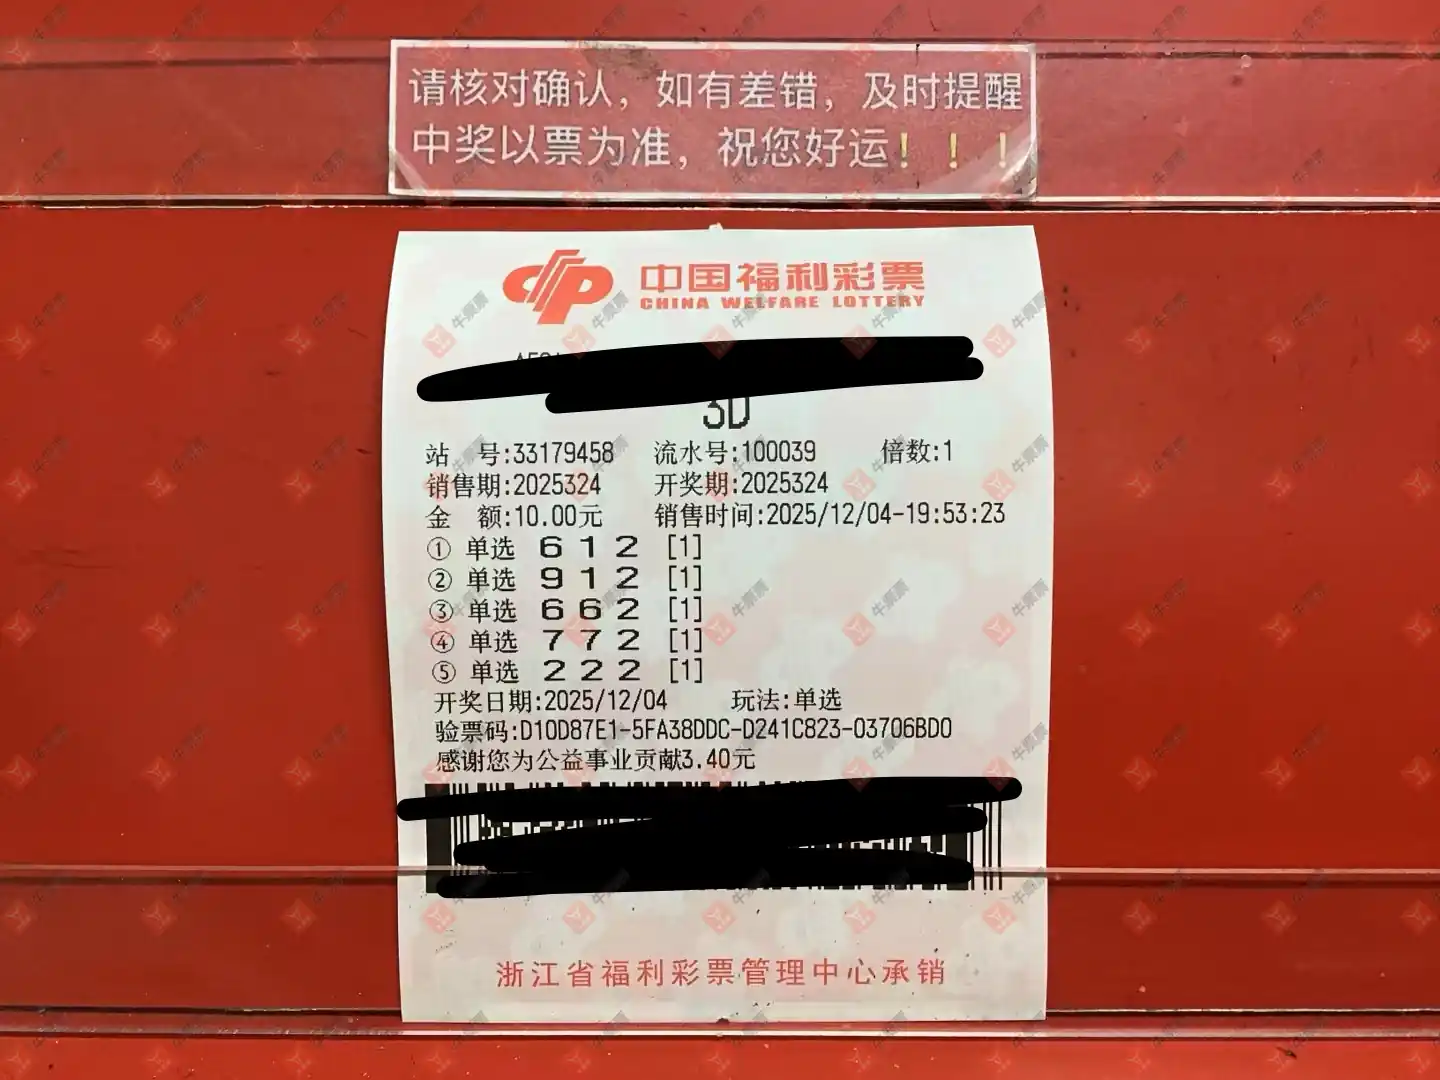 请核对确认，如有差错，及时提醒
中奖以票为准，祝您好运！！！
中国福利彩票
CHINA WELFARE LOTTERY
3D
站 号:33179458 流水号:100039 倍数:1
销售期:2025324 开奖期:2025324
金 额:10.00元 销售时间:2025/12/04-19:53:23
① 单选 6 1 2 [1]
② 单选 9 1 2 [1]
③ 单选 6 6 2 [1]
④ 单选 7 7 2 [1]
⑤ 单选 2 2 2 [1]
开奖日期:2025/12/04 玩法:单选
验票码:D10D87E1-5FA38DDC-D241C823-03706BD0
感谢您为公益事业贡献3.40元
浙江省福利彩票管理中心承销
牛票票